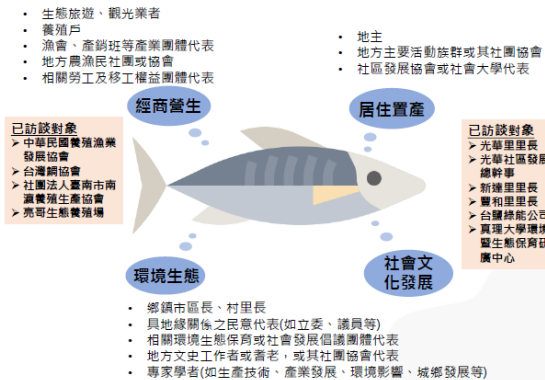 • 生態旅遊、觀光業者
• 養殖戶
• 漁會、產銷班等產業團體代表
• 地方農漁民社團或協會
• 相關勞工及移工權益團體代表
• 地主
• 地方主要活動族群或其社團協會
• 社區發展協會或社會大學代表
經商營生
居住置產
已訪談對象
➢ 中華民國養殖漁業
發展協會
➢ 台灣鯛協會
➢ 社團法人臺南市南
瀛養殖生產協會
➢ 亮哥生態養殖場
已訪談對象
➢ 光華里里長
➢ 光華社區發展
總幹事
➢ 新達里里長
➢ 豐和里里長
➢ 台鹽綠能公司
➢ 真理大學環境
暨生態保育研
廣中心
環境生態
社會文
化發展
• 鄉鎮市區長、村里長
• 具地緣關係之民意代表(如立委、議員等)
• 相關環境生態保育或社會發展倡議團體代表
• 地方文史工作者或耆老，或其社團協會代表
• 專家學者(如生產技術、產業發展、環境影響、城鄉發展等)